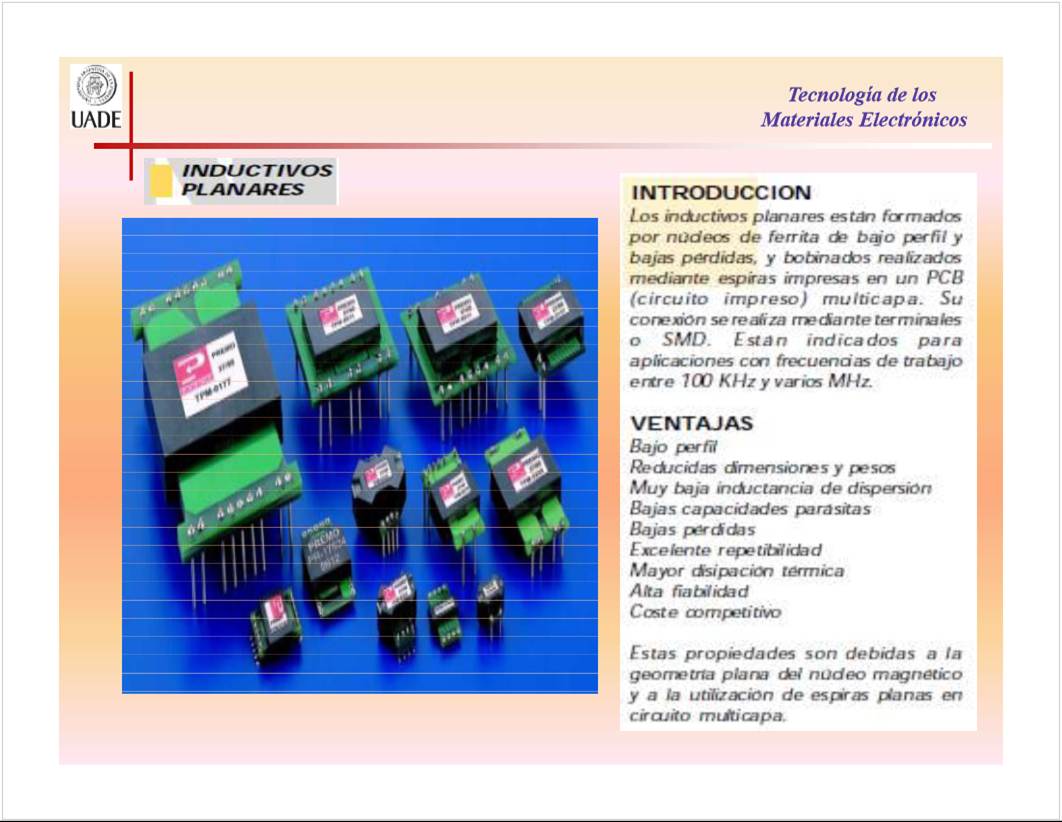 UADE
Tecnología de los
Materiales Electrónicos
INDUCTIVOS
PLANARES
PREMO
TPM-0177
PREMO
INTRODUCCION
Los inductivos planares están formados
por núcleos de ferrita de bajo perfil y
bajas pérdidas, y bobinados realizados
mediante espiras impresas en un PCB
(circuito impreso) multicapa. Su
conexión se realiza mediante terminales
o SMD. Están indicados para
aplicaciones con frecuencias de trabajo
entre 100 KHz y varios MHz.
VENTAJAS
Bajo perfil
Reducidas dimensiones y pesos
Muy baja inductancia de dispersión
Bajas capacidades parásitas
Bajas pérdidas
Excelente repetibilidad
Mayor disipación térmica
Alta fiabilidad
Coste competitivo
Estas propiedades son debidas a la
geometría plana del núcleo magnético
y a la utilización de espiras planas en
circuito multicapa.